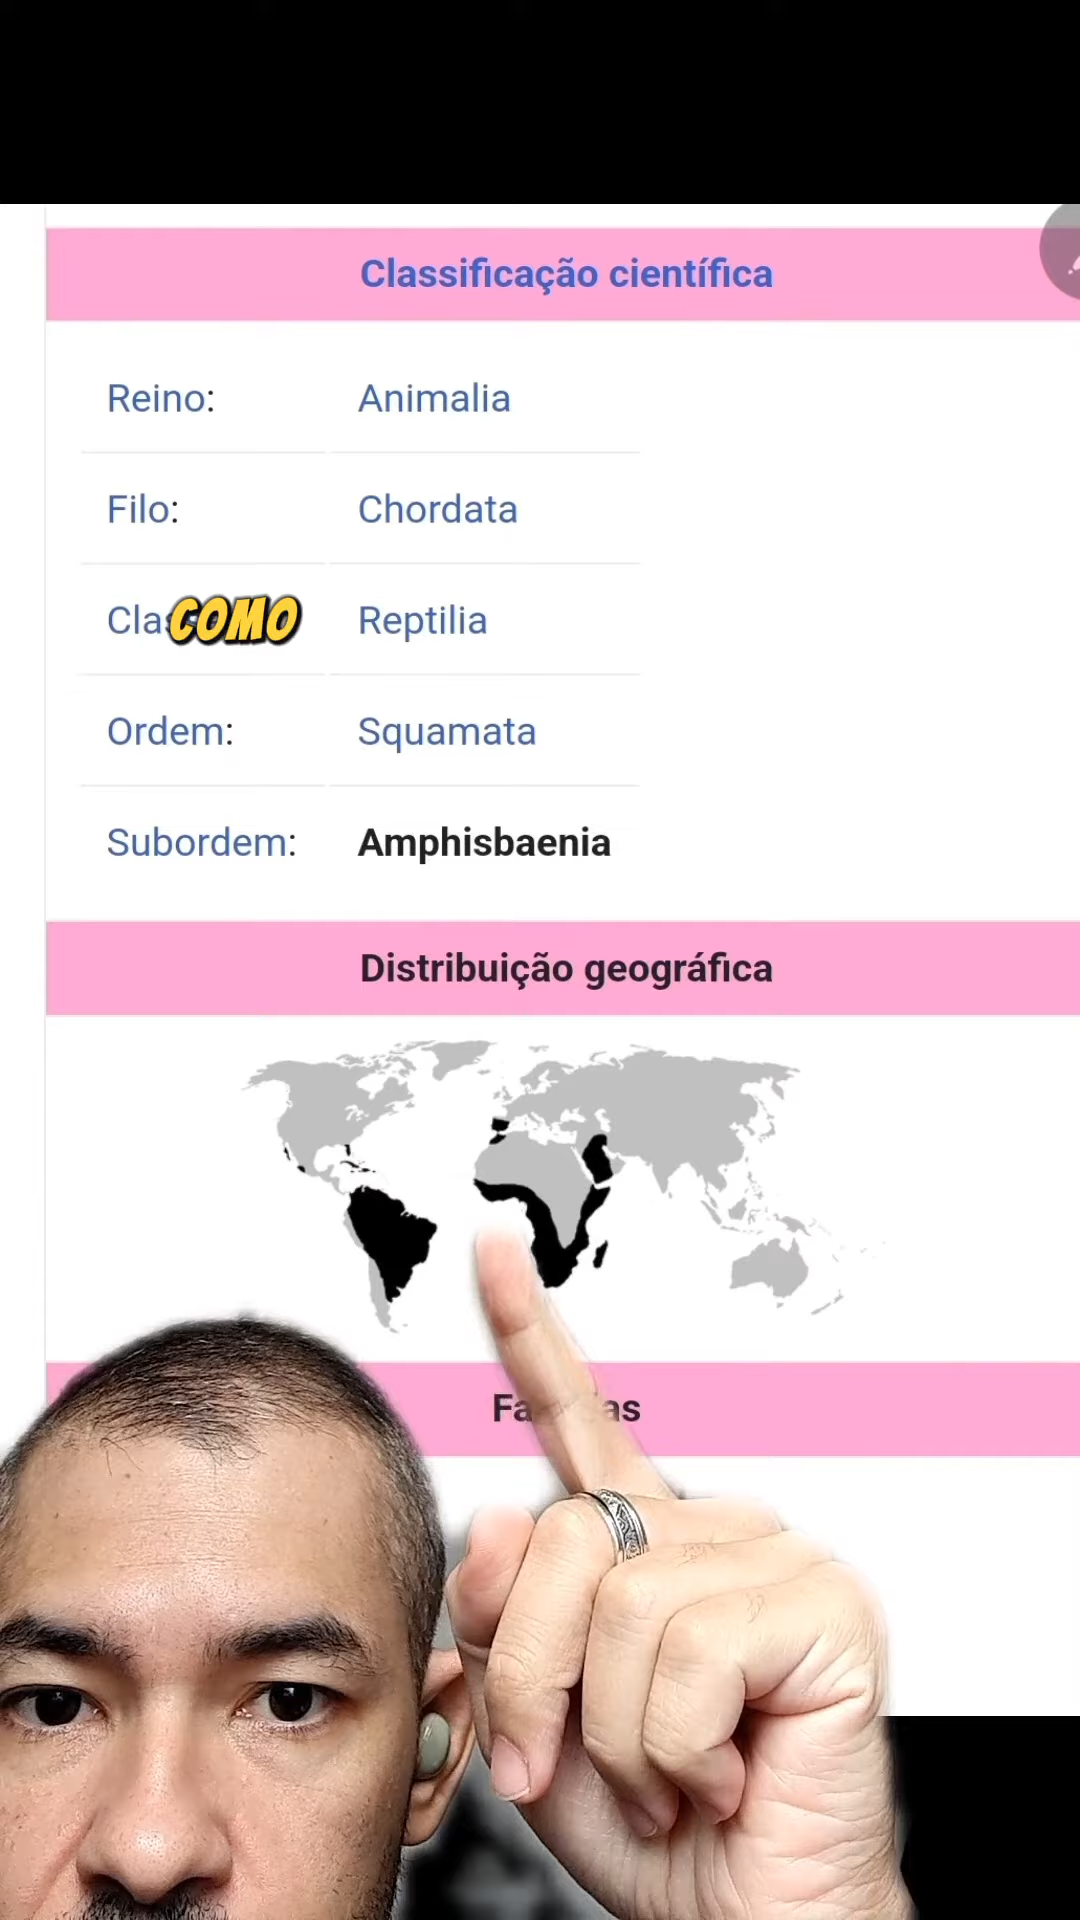 Classificação científica
Reino: Animalia
Filo: Chordata
COMO Reptilia
Ordem: Squamata
Subordem: Amphisbaenia
Distribuição geográfica